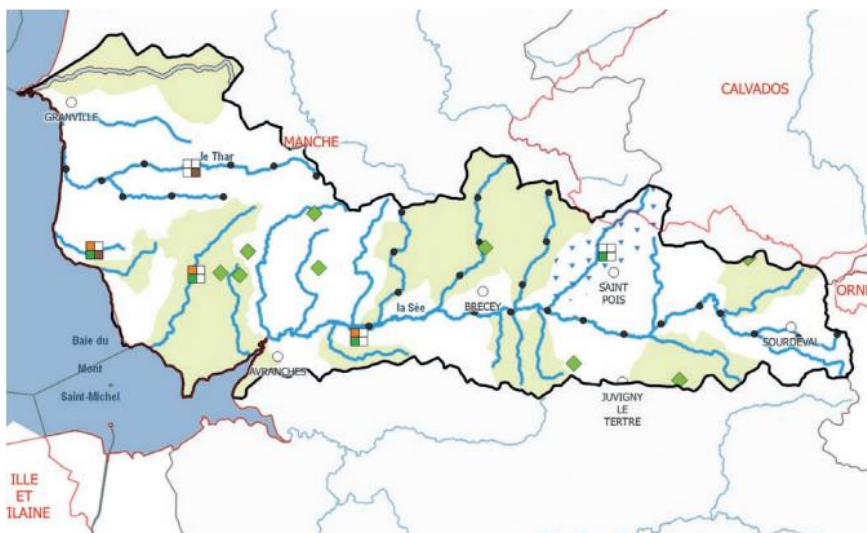 CALVADOS
GRANVILLE
MANCHE
le Thar
SAINT
POIS
ORNE
la Sée
BRECEY
SOURDEVAL
Baie du
Mont
Saint-Michel
AVRANCHES
JUVIGNY
LE
TERTRE
ILLE
ET
VILAINE